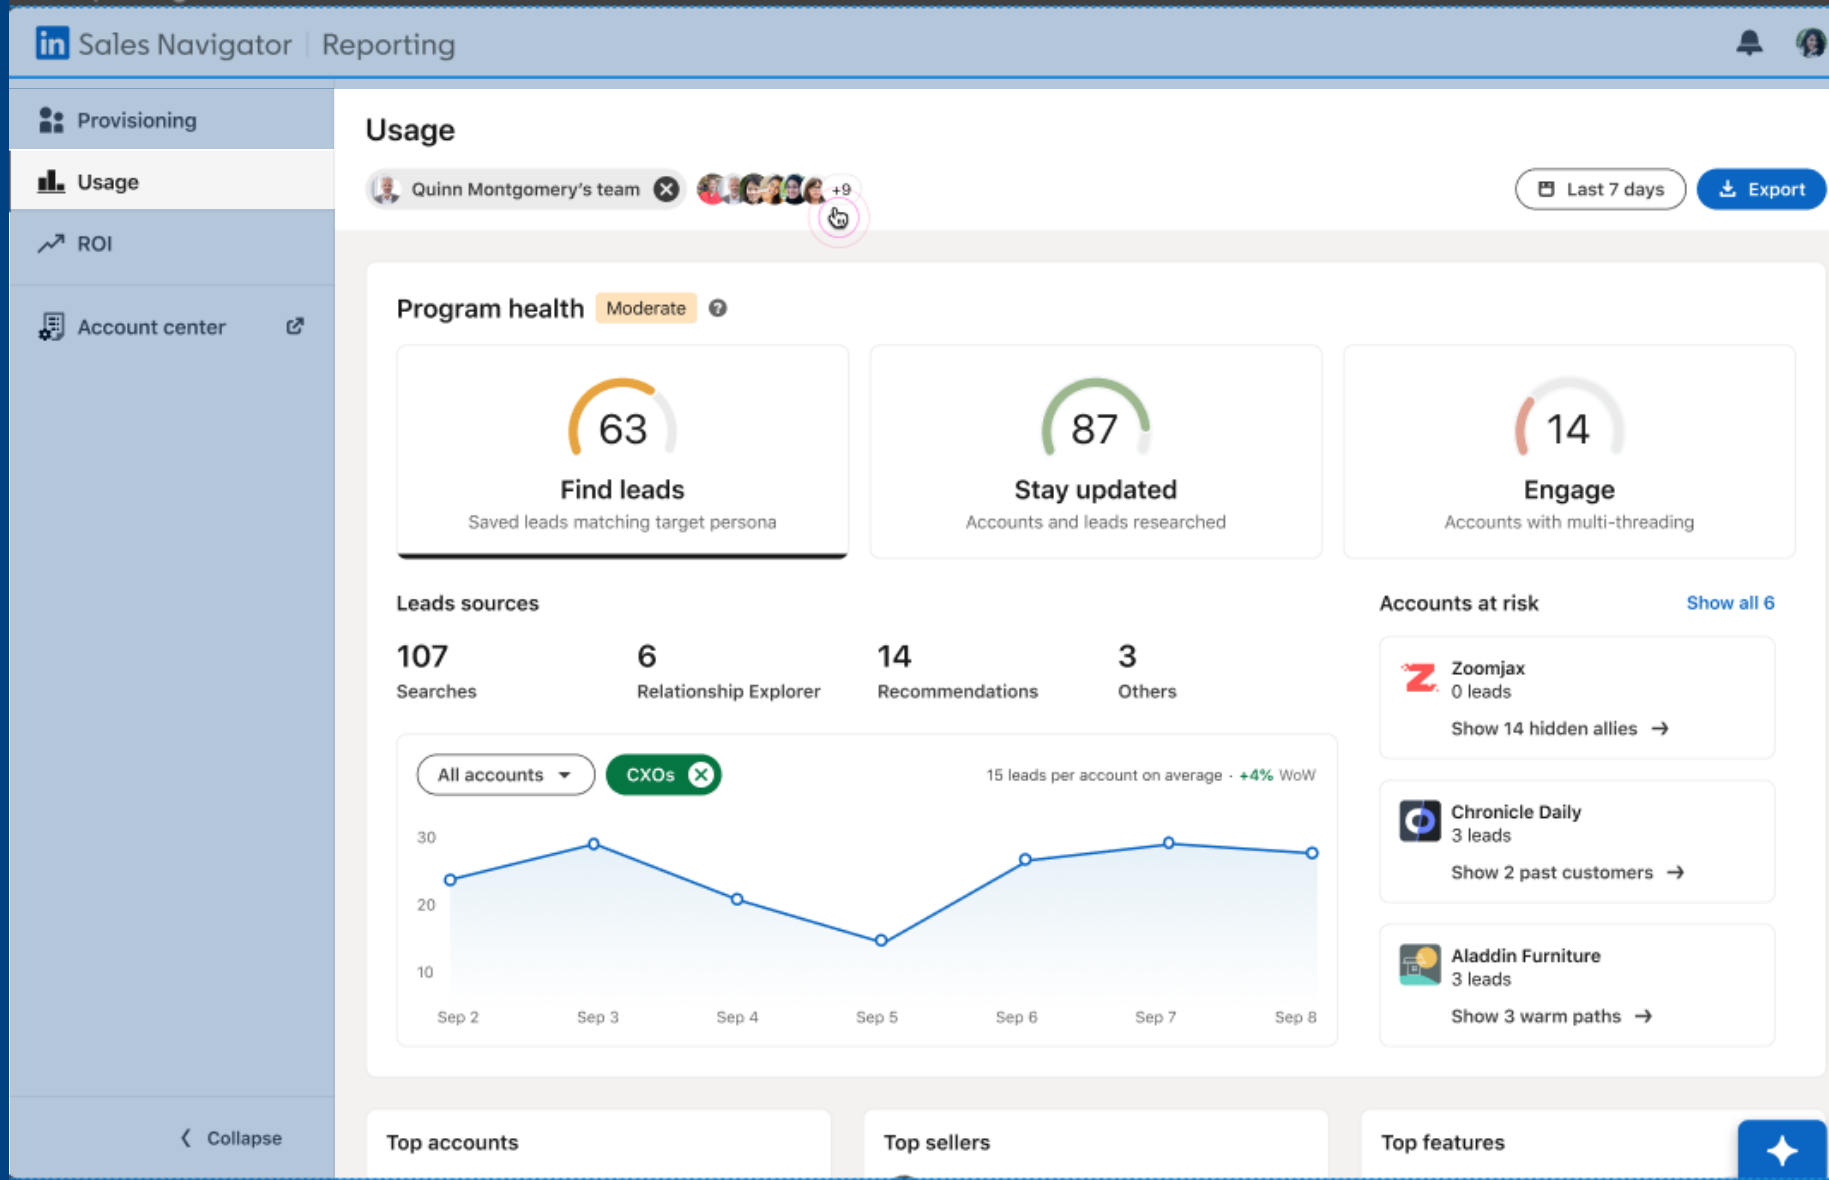 in Sales Navigator | Reporting
Provisioning
Usage
ROI
Account center
Collapse
Usage
Quinn Montgomery's team
+9
Last 7 days
Export
Program health
Moderate
?
63
Find leads
Saved leads matching target persona
87
Stay updated
Accounts and leads researched
14
Engage
Accounts with multi-threading
Leads sources
107
Searches
6
Relationship Explorer
14
Recommendations
3
Others
All accounts
CXOs
15 leads per account on average · +4% WoW
30
20
10
Sep 2
Sep 3
Sep 4
Sep 5
Sep 6
Sep 7
Sep 8
Accounts at risk
Show all 6
Zoomjax
0 leads
Show 14 hidden allies →
Chronicle Daily
3 leads
Show 2 past customers →
Aladdin Furniture
3 leads
Show 3 warm paths →
Top accounts
Top sellers
Top features